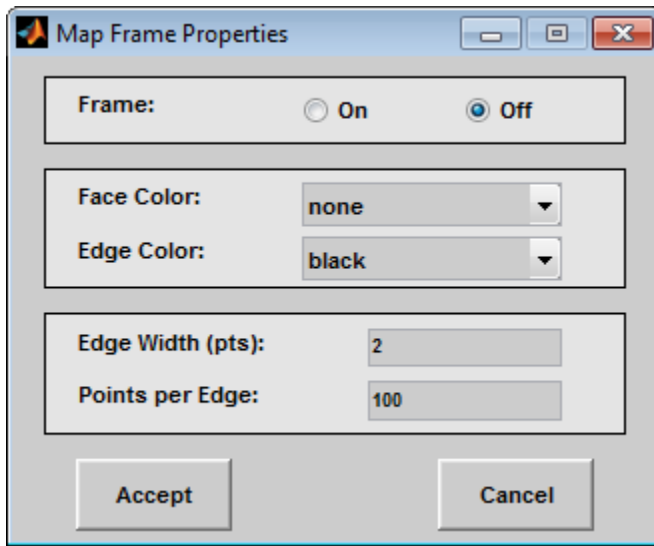 Map Frame Properties
Frame: On Off
Face Color: none
Edge Color: black
Edge Width (pts): 2
Points per Edge: 100
Accept Cancel